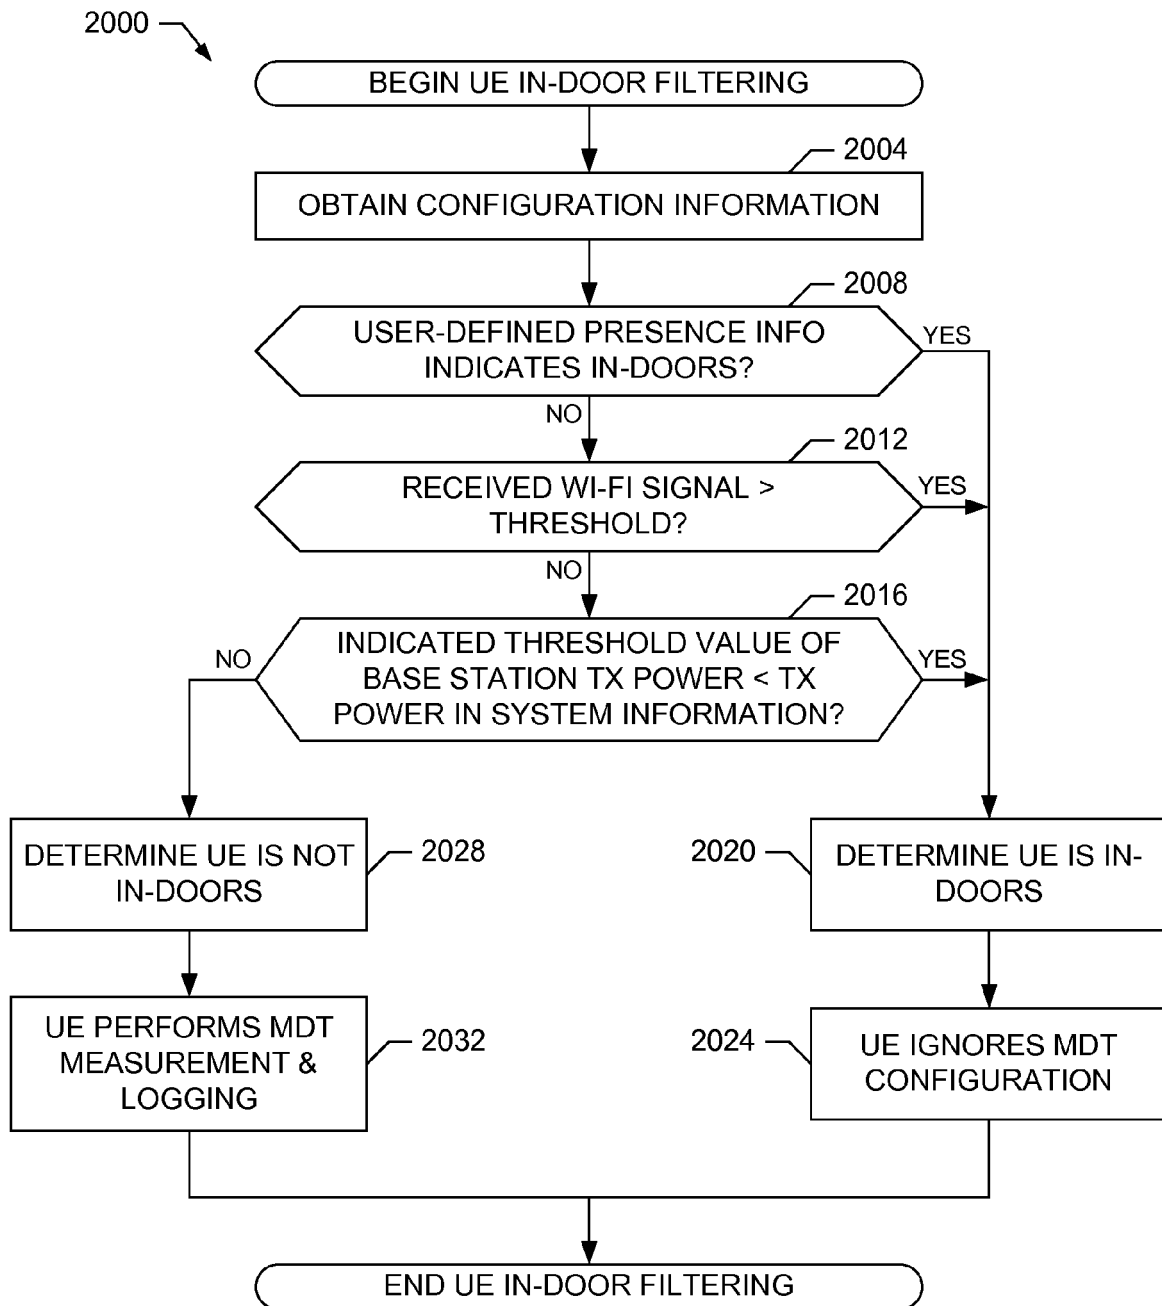 2000
BEGIN UE IN-DOOR FILTERING
2004
OBTAIN CONFIGURATION INFORMATION
2008
USER-DEFINED PRESENCE INFO
INDICATES IN-DOORS?
YES
NO
2012
RECEIVED WI-FI SIGNAL >
THRESHOLD?
YES
NO
2016
INDICATED THRESHOLD VALUE OF
BASE STATION TX POWER < TX
POWER IN SYSTEM INFORMATION?
NO
YES
DETERMINE UE IS NOT
IN-DOORS
2028
2020
DETERMINE UE IS IN-
DOORS
UE PERFORMS MDT
MEASUREMENT &
LOGGING
2032
2024
UE IGNORES MDT
CONFIGURATION
END UE IN-DOOR FILTERING